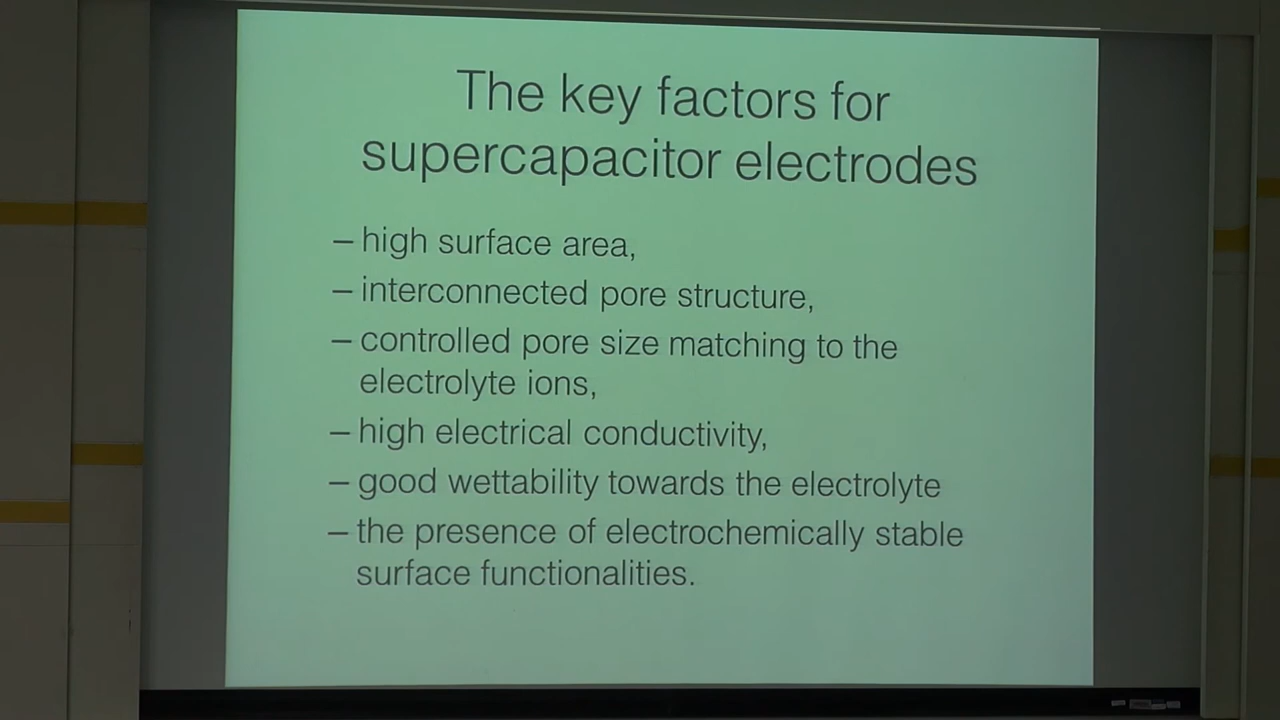 The key factors for
supercapacitor electrodes
– high surface area,
– interconnected pore structure,
– controlled pore size matching to the
electrolyte ions,
– high electrical conductivity,
– good wettability towards the electrolyte
– the presence of electrochemically stable
surface functionalities.